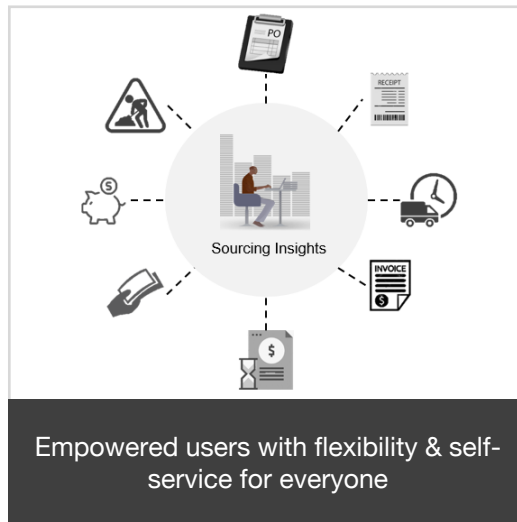 PO
RECEIPT
$
Sourcing Insights
INVOICE
$
$
Empowered users with flexibility & self-
service for everyone